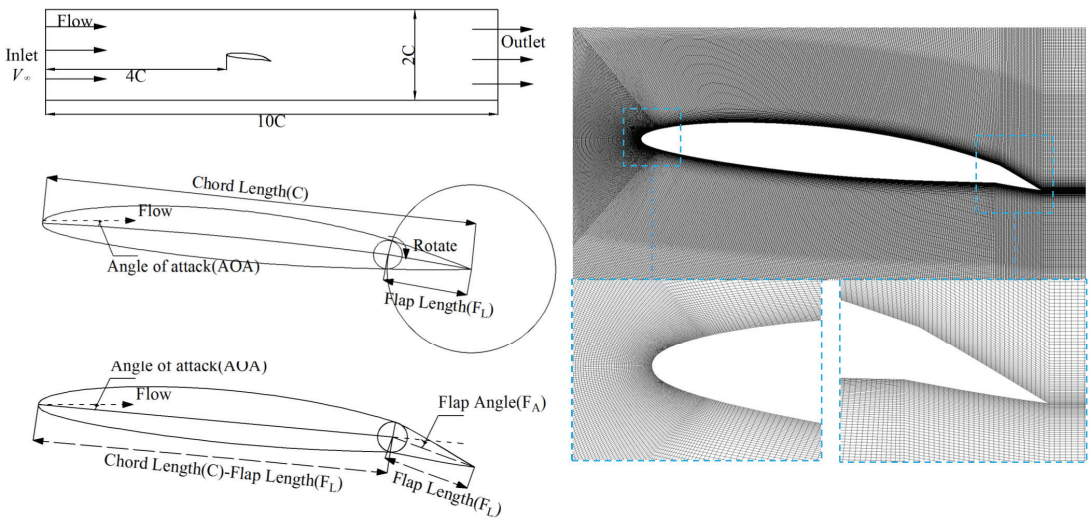 Flow
Inlet
V∞
4C
2C
Outlet
10C
Chord Length(C)
Flow
Rotate
Angle of attack(AOA)
Flap Length(FL)
Angle of attack(AOA)
Flow
Flap Angle(FA)
Chord Length(C)-Flap Length(FL)
Flap Length(FL)